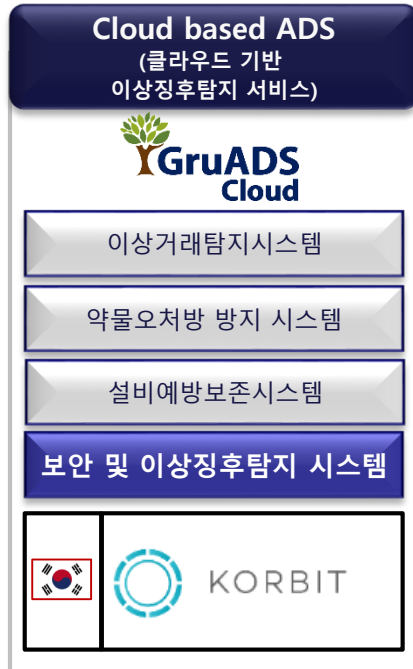 Cloud based ADS
(클라우드 기반
이상징후탐지 서비스)
GruADS
Cloud
이상거래탐지시스템
약물오처방 방지 시스템
설비예방보존시스템
보안 및 이상징후탐지 시스템
KORBIT